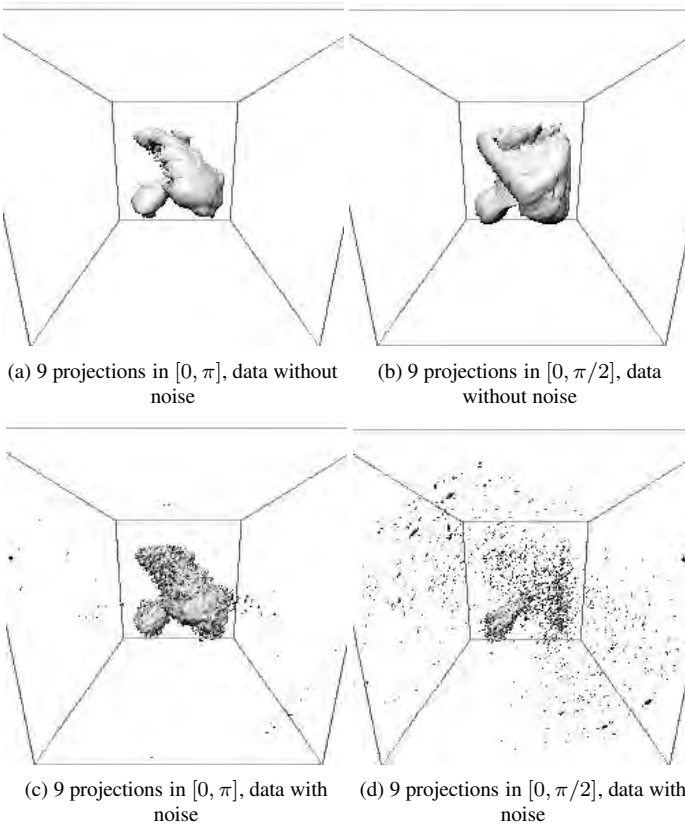 (a) 9 projections in [0, π], data without
noise
(b) 9 projections in [0, π/2], data
without noise
(c) 9 projections in [0, π], data with
noise
(d) 9 projections in [0, π/2], data with
noise